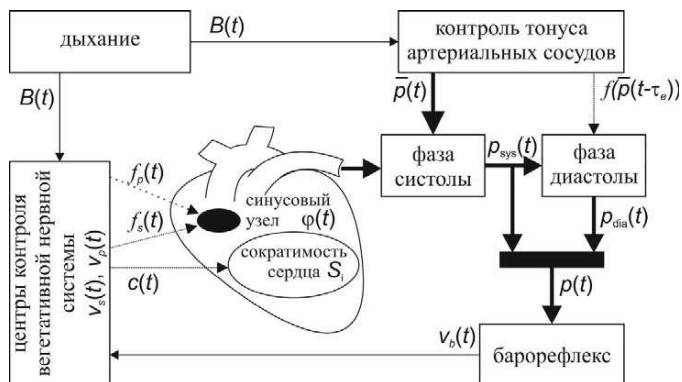 дыхание
B(t)
контроль тонуса
артериальных сосудов
B(t)
p̅(t)
f(p̅(t-τₑ))
центры контроля
вегетативной нервной
системы
vₛ(t), vₚ(t)
fₚ(t)
fₛ(t)
c(t)
синусовый
узел φ(t)
сократимость
сердца Sᵢ
фаза
систолы
p_sys(t)
фаза
диастолы
p_dia(t)
p(t)
v_b(t)
барорефлекс